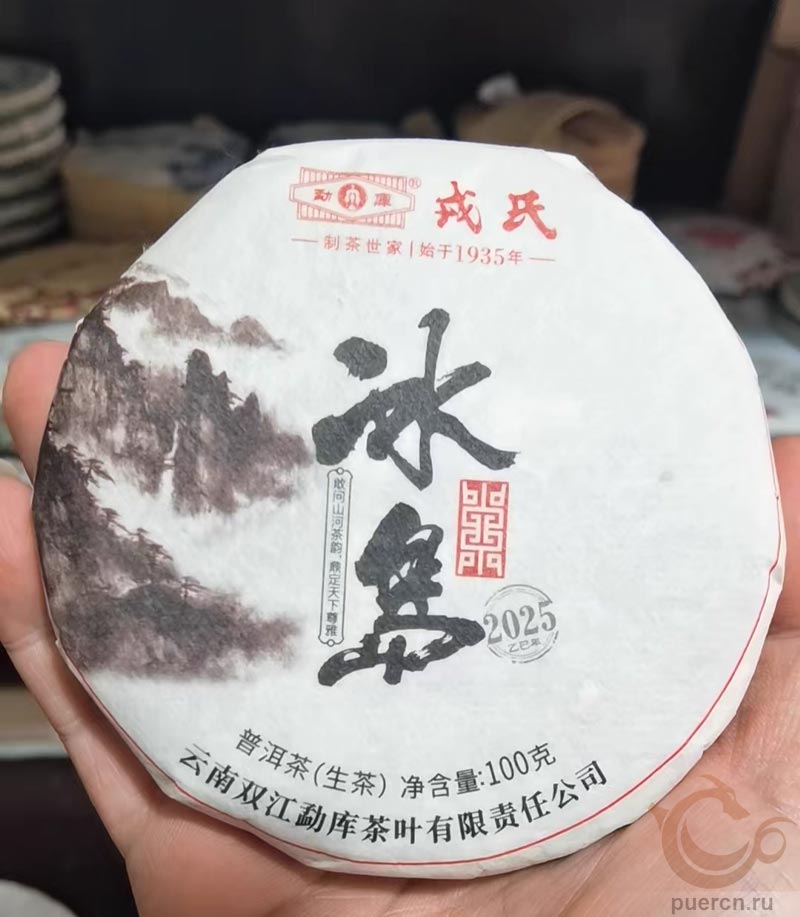 勐库®
戎氏
制茶世家|始于1935年
冰岛
敢问山河茶韵,鼎定天下尊雅
2025
乙巳年
普洱茶(生茶) 净含量:100克
云南双江勐库茶叶有限责任公司
puercn.ru